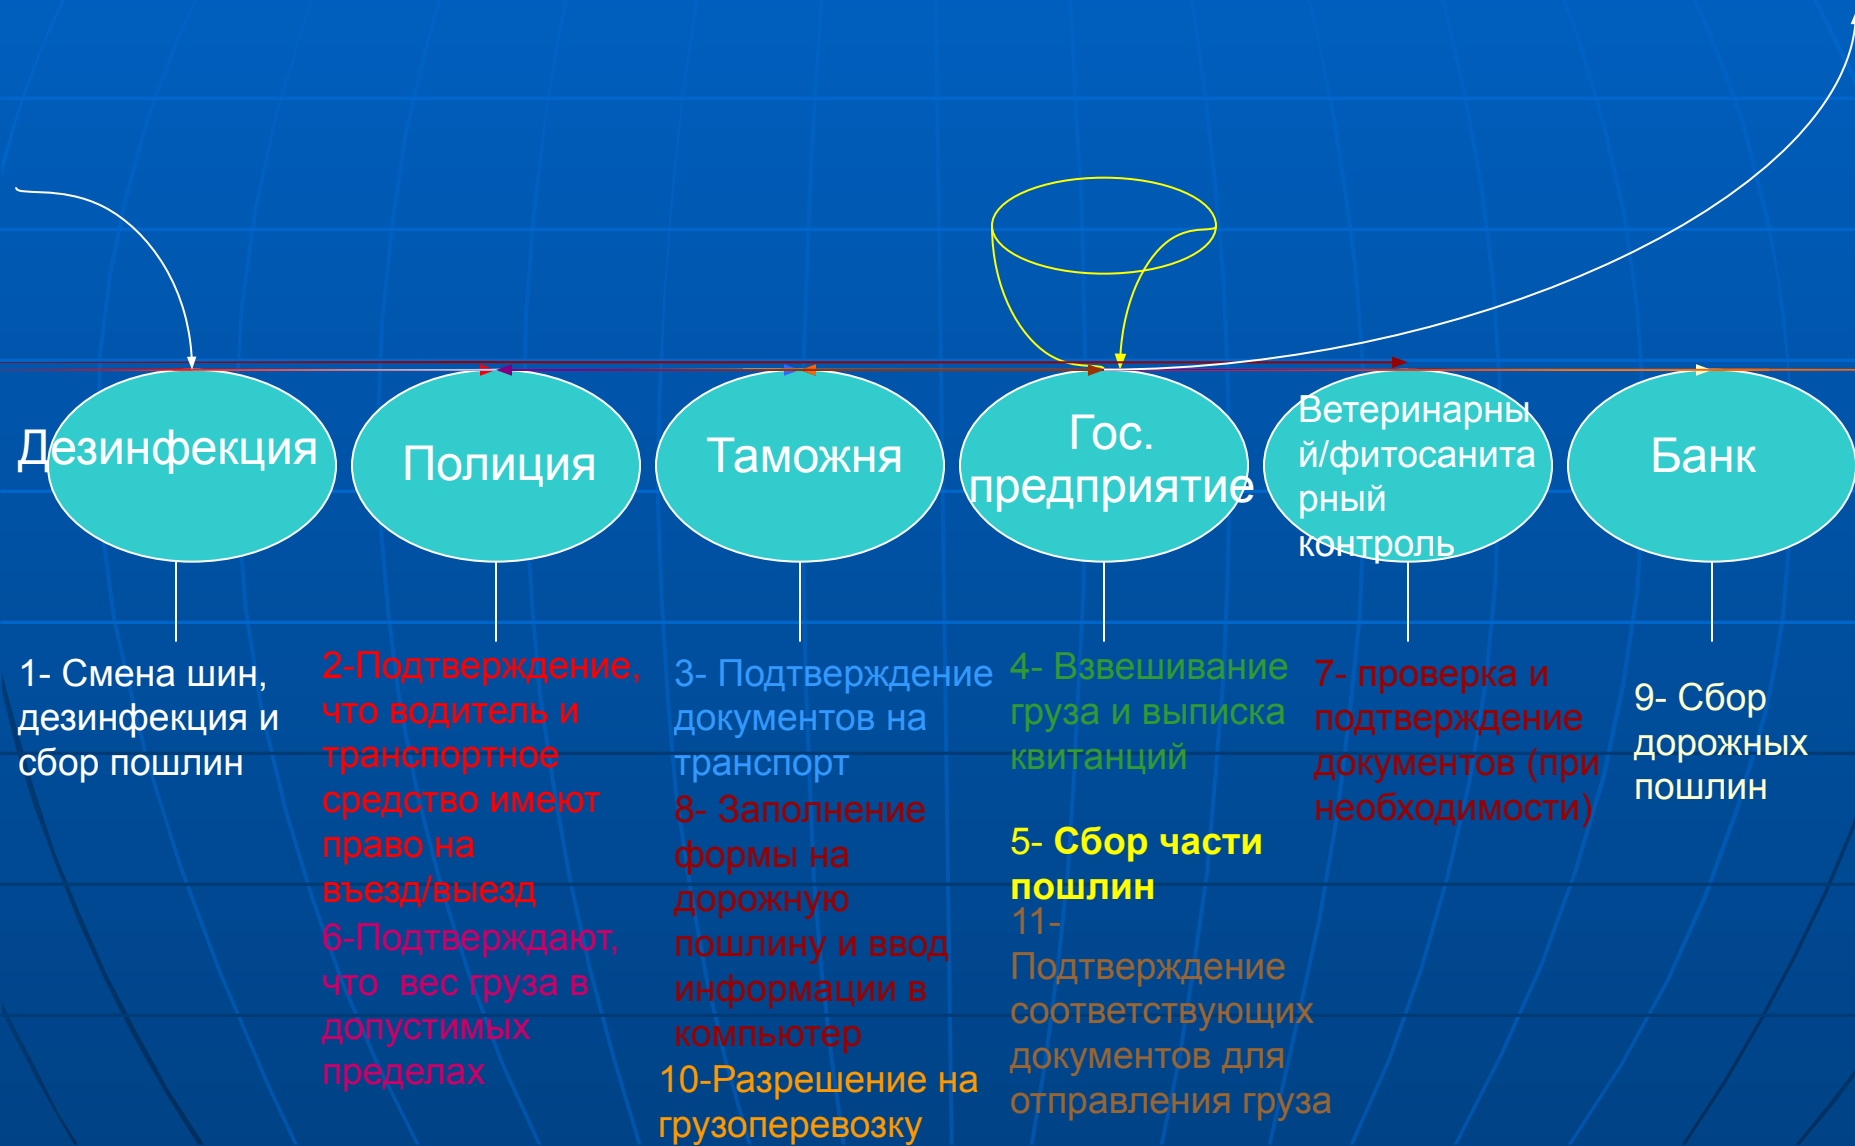 Дезинфекция
Полиция
Таможня
Гос.
предприятие
Ветеринарны
й/фитосанита
рный
контроль
Банк
1- Смена шин,
дезинфекция и
сбор пошлин
2-Подтверждение,
что водитель и
транспортное
средство имеют
право на
въезд/выезд
6-Подтверждают,
что вес груза в
допустимых
пределах
3- Подтверждение
документов на
транспорт
8- Заполнение
формы на
дорожную
пошлину и ввод
информации в
компьютер
10-Разрешение на
грузоперевозку
4- Взвешивание
груза и выписка
квитанций
5- Сбор части
пошлин
11-
Подтверждение
соответствующих
документов для
отправления груза
7- проверка и
подтверждение
документов (при
необходимости)
9- Сбор
дорожных
пошлин